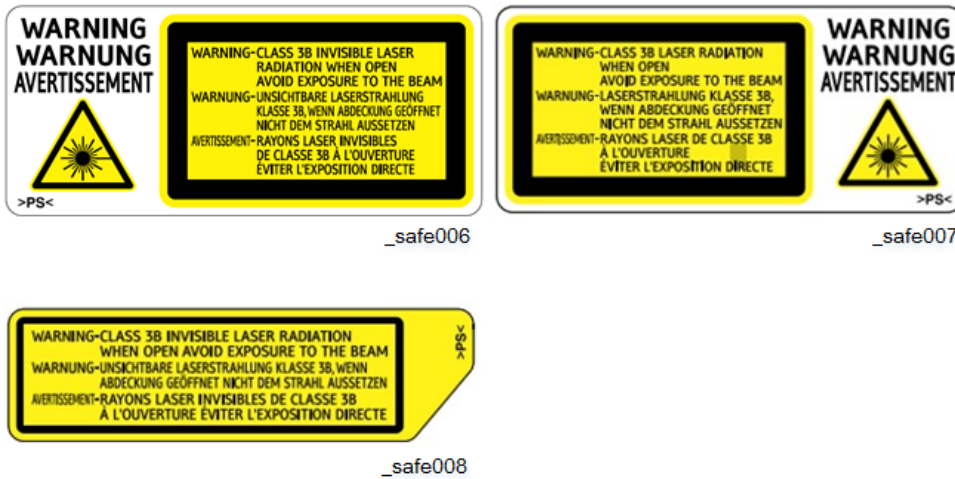 WARNING
WARNUNG
AVERTISSEMENT
>PS<
WARNING-CLASS 3B INVISIBLE LASER
RADIATION WHEN OPEN
AVOID EXPOSURE TO THE BEAM
WARNUNG-UNSICHTBARE LASERSTRAHLUNG
KLASSE 3B, WENN ABDECKUNG GEÖFFNET
NICHT DEM STRAHL AUSSETZEN
AVERTISSEMENT-RAYONS LASER INVISIBLES
DE CLASSE 3B À L'OUVERTURE
ÉVITER L'EXPOSITION DIRECTE
_safe006
WARNING-CLASS 3B LASER RADIATION
WHEN OPEN
AVOID EXPOSURE TO THE BEAM
WARNUNG-LASERSTRAHLUNG KLASSE 3B,
WENN ABDECKUNG GEÖFFNET
NICHT DEM STRAHL AUSSETZEN
AVERTISSEMENT-RAYONS LASER DE CLASSE 3B
À L'OUVERTURE
ÉVITER L'EXPOSITION DIRECTE
WARNING
WARNUNG
AVERTISSEMENT
>PS<
_safe007
WARNING-CLASS 3B INVISIBLE LASER RADIATION
WHEN OPEN AVOID EXPOSURE TO THE BEAM
WARNUNG-UNSICHTBARE LASERSTRAHLUNG KLASSE 3B, WENN
ABDECKUNG GEÖFFNET NICHT DEM STRAHL AUSSETZEN
AVERTISSEMENT-RAYONS LASER INVISIBLES DE CLASSE 3B
À L'OUVERTURE ÉVITER L'EXPOSITION DIRECTE
>PS<
_safe008